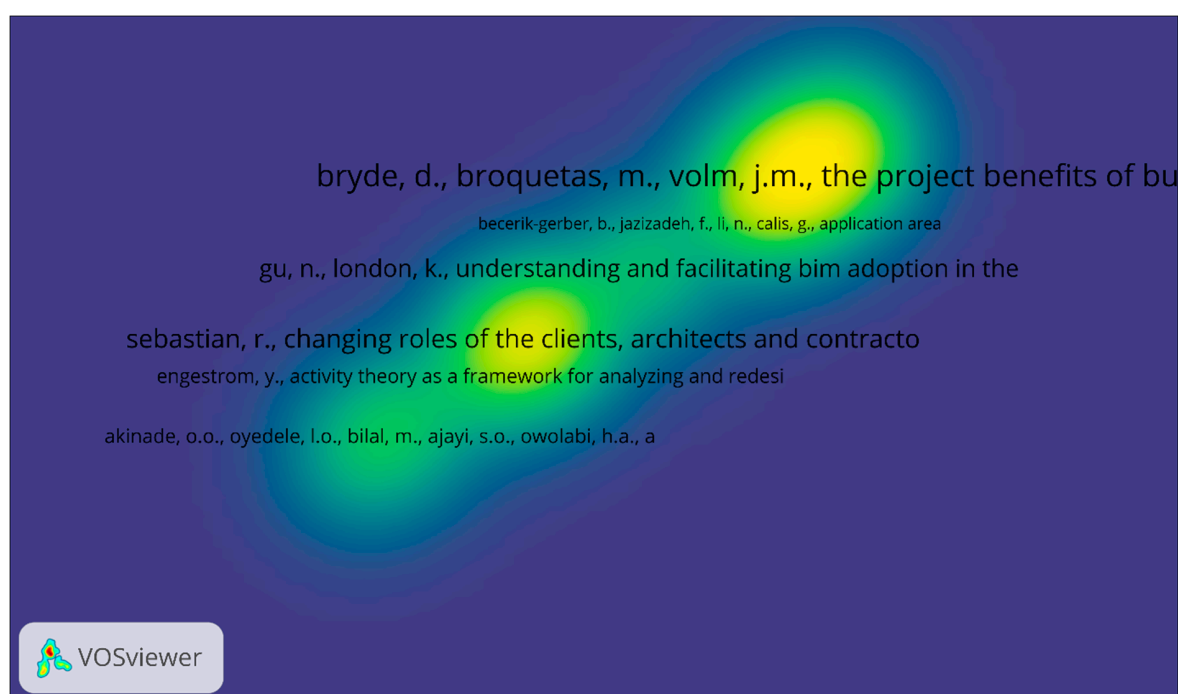 bryde, d., broquetas, m., volm, j.m., the project benefits of bu
becerik-gerber, b., jazizadeh, f., li, n., calis, g., application area
gu, n., london, k., understanding and facilitating bim adoption in the
sebastian, r., changing roles of the clients, architects and contracto
engestrom, y., activity theory as a framework for analyzing and redesi
akinade, o.o., oyedele, l.o., bilal, m., ajayi, s.o., owolabi, h.a., a
VOSviewer